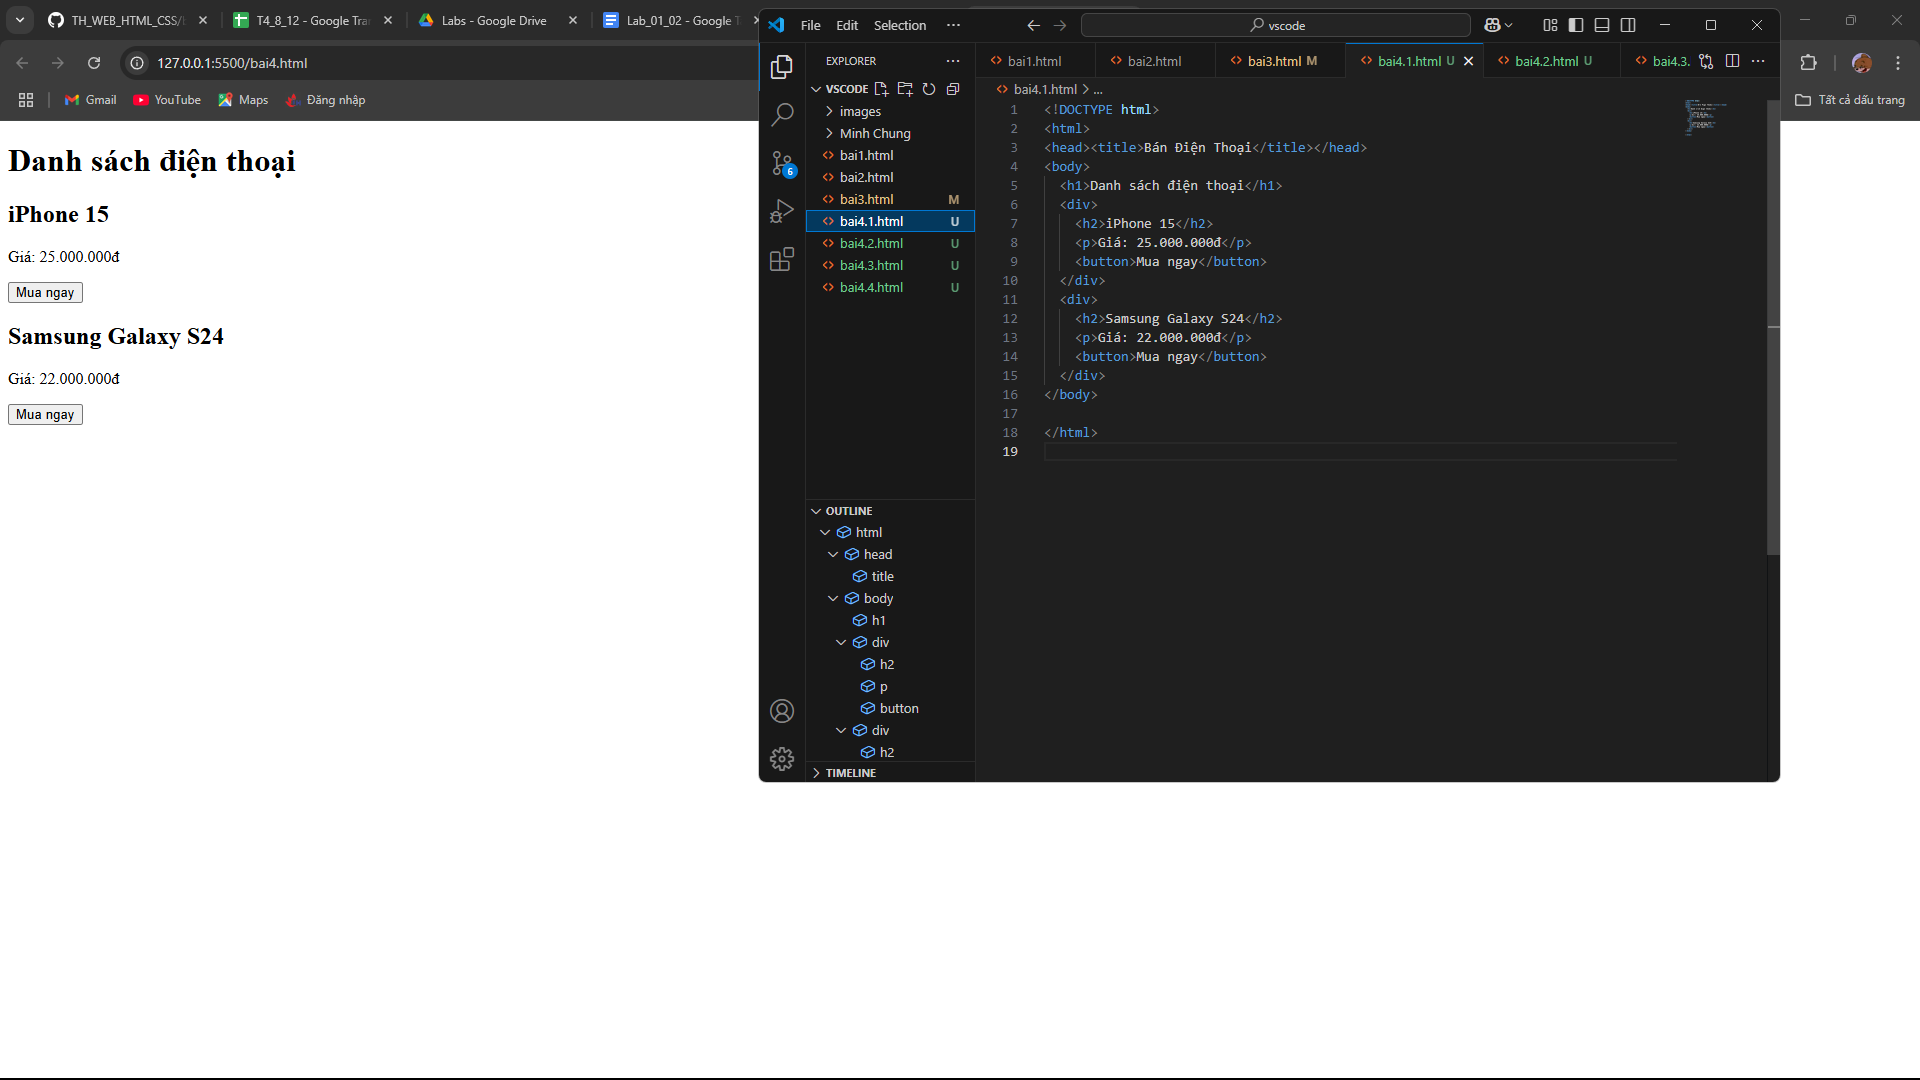 TH_WEB_HTML_CSS/
T4_8_12 - Google Tra
Labs - Google Drive
Lab_01_02 - Google T
127.0.0.1:5500/bai4.html
Gmail
YouTube
Maps
Đăng nhập
Tất cả dấu trang
Danh sách điện thoại
iPhone 15
Giá: 25.000.000đ
Mua ngay
Samsung Galaxy S24
Giá: 22.000.000đ
Mua ngay
File Edit Selection
vscode
EXPLORER
VSCODE
images
Minh Chung
bai1.html
bai2.html
bai3.html M
bai4.1.html U
bai4.2.html U
bai4.3.html U
bai4.4.html U
6
OUTLINE
html
head
title
body
h1
div
h2
p
button
div
h2
TIMELINE
bai1.html
bai2.html
bai3.html M
bai4.1.html U
bai4.2.html U
bai4.3.
bai4.1.html > ...
1 <!DOCTYPE html>
2 <html>
3 <head><title>Bán Điện Thoại</title></head>
4 <body>
5 <h1>Danh sách điện thoại</h1>
6 <div>
7 <h2>iPhone 15</h2>
8 <p>Giá: 25.000.000đ</p>
9 <button>Mua ngay</button>
10 </div>
11 <div>
12 <h2>Samsung Galaxy S24</h2>
13 <p>Giá: 22.000.000đ</p>
14 <button>Mua ngay</button>
15 </div>
16 </body>
17
18 </html>
19